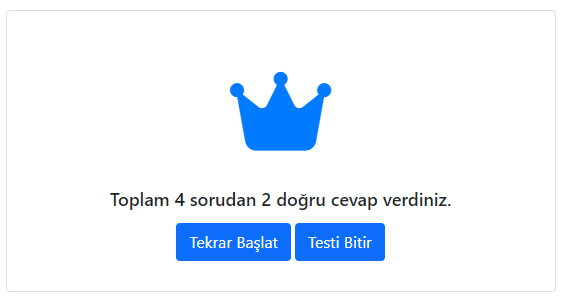 Toplam 4 sorudan 2 doğru cevap verdiniz.
Tekrar Başlat Testi Bitir